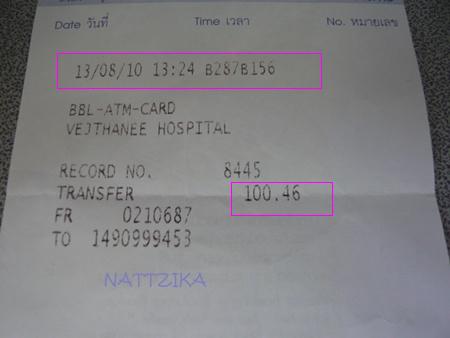 Date วันที่ Time เวลา No. หมายเลข
13/08/10 13:24 B287B156
BBL-ATM-CARD
VEJTHANEE HOSPITAL
RECORD NO. 8445
TRANSFER 100.46
FR 0210687
TO 1490999453
NATTZIKA